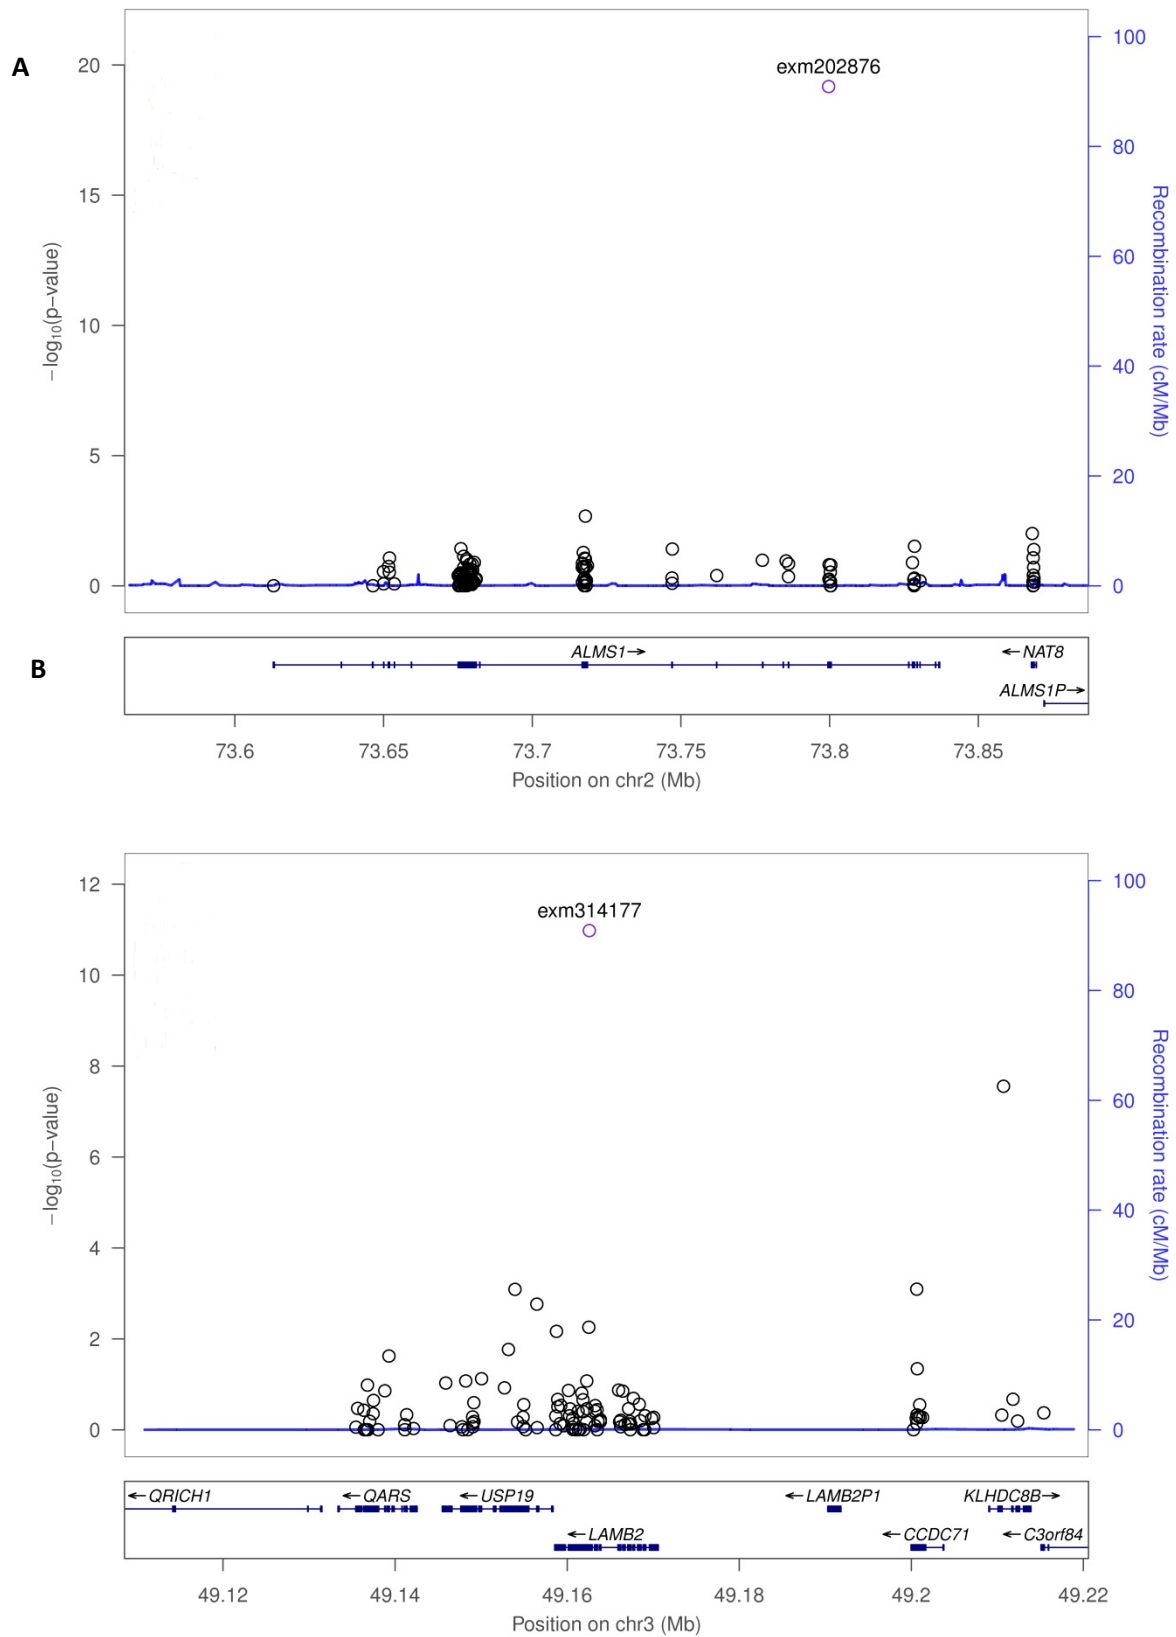 A
exm202876
20
15
10
5
0
−log10(p−value)
100
80
60
40
20
0
Recombination rate (cM/Mb)
B
ALMS1→
←NAT8
ALMS1P→
73.6 73.65 73.7 73.75 73.8 73.85
Position on chr2 (Mb)
exm314177
12
10
8
6
4
2
0
−log10(p−value)
100
80
60
40
20
0
Recombination rate (cM/Mb)
←QRICH1 ←QARS ←USP19 ←LAMB2P1 KLHDC8B→
←LAMB2 ←CCDC71 ←C3orf84
49.12 49.14 49.16 49.18 49.2 49.22
Position on chr3 (Mb)